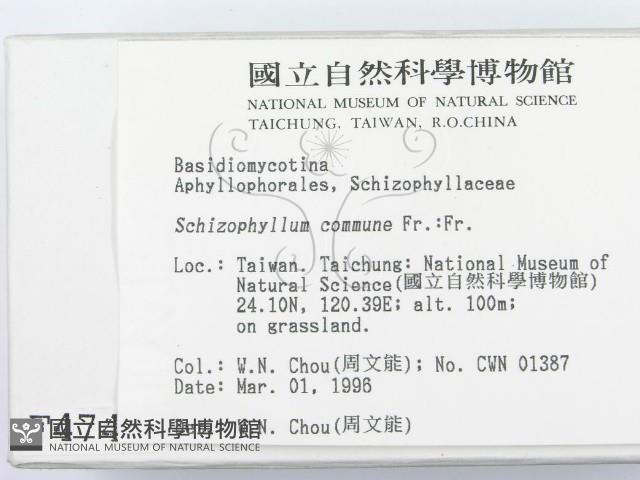 國立自然科學博物館
NATIONAL MUSEUM OF NATURAL SCIENCE
TAICHUNG, TAIWAN, R.O.CHINA
Basidiomycotina
Aphyllophorales, Schizophyllaceae
Schizophyllum commune Fr.:Fr.
Loc.: Taiwan. Taichung: National Museum of
Natural Science(國立自然科學博物館)
24.10N, 120.39E; alt. 100m;
on grassland.
Col.: W.N. Chou(周文能); No. CWN 01387
Date: Mar. 01, 1996
W.N. Chou(周文能)
國立自然科學博物館
NATIONAL MUSEUM OF NATURAL SCIENCE